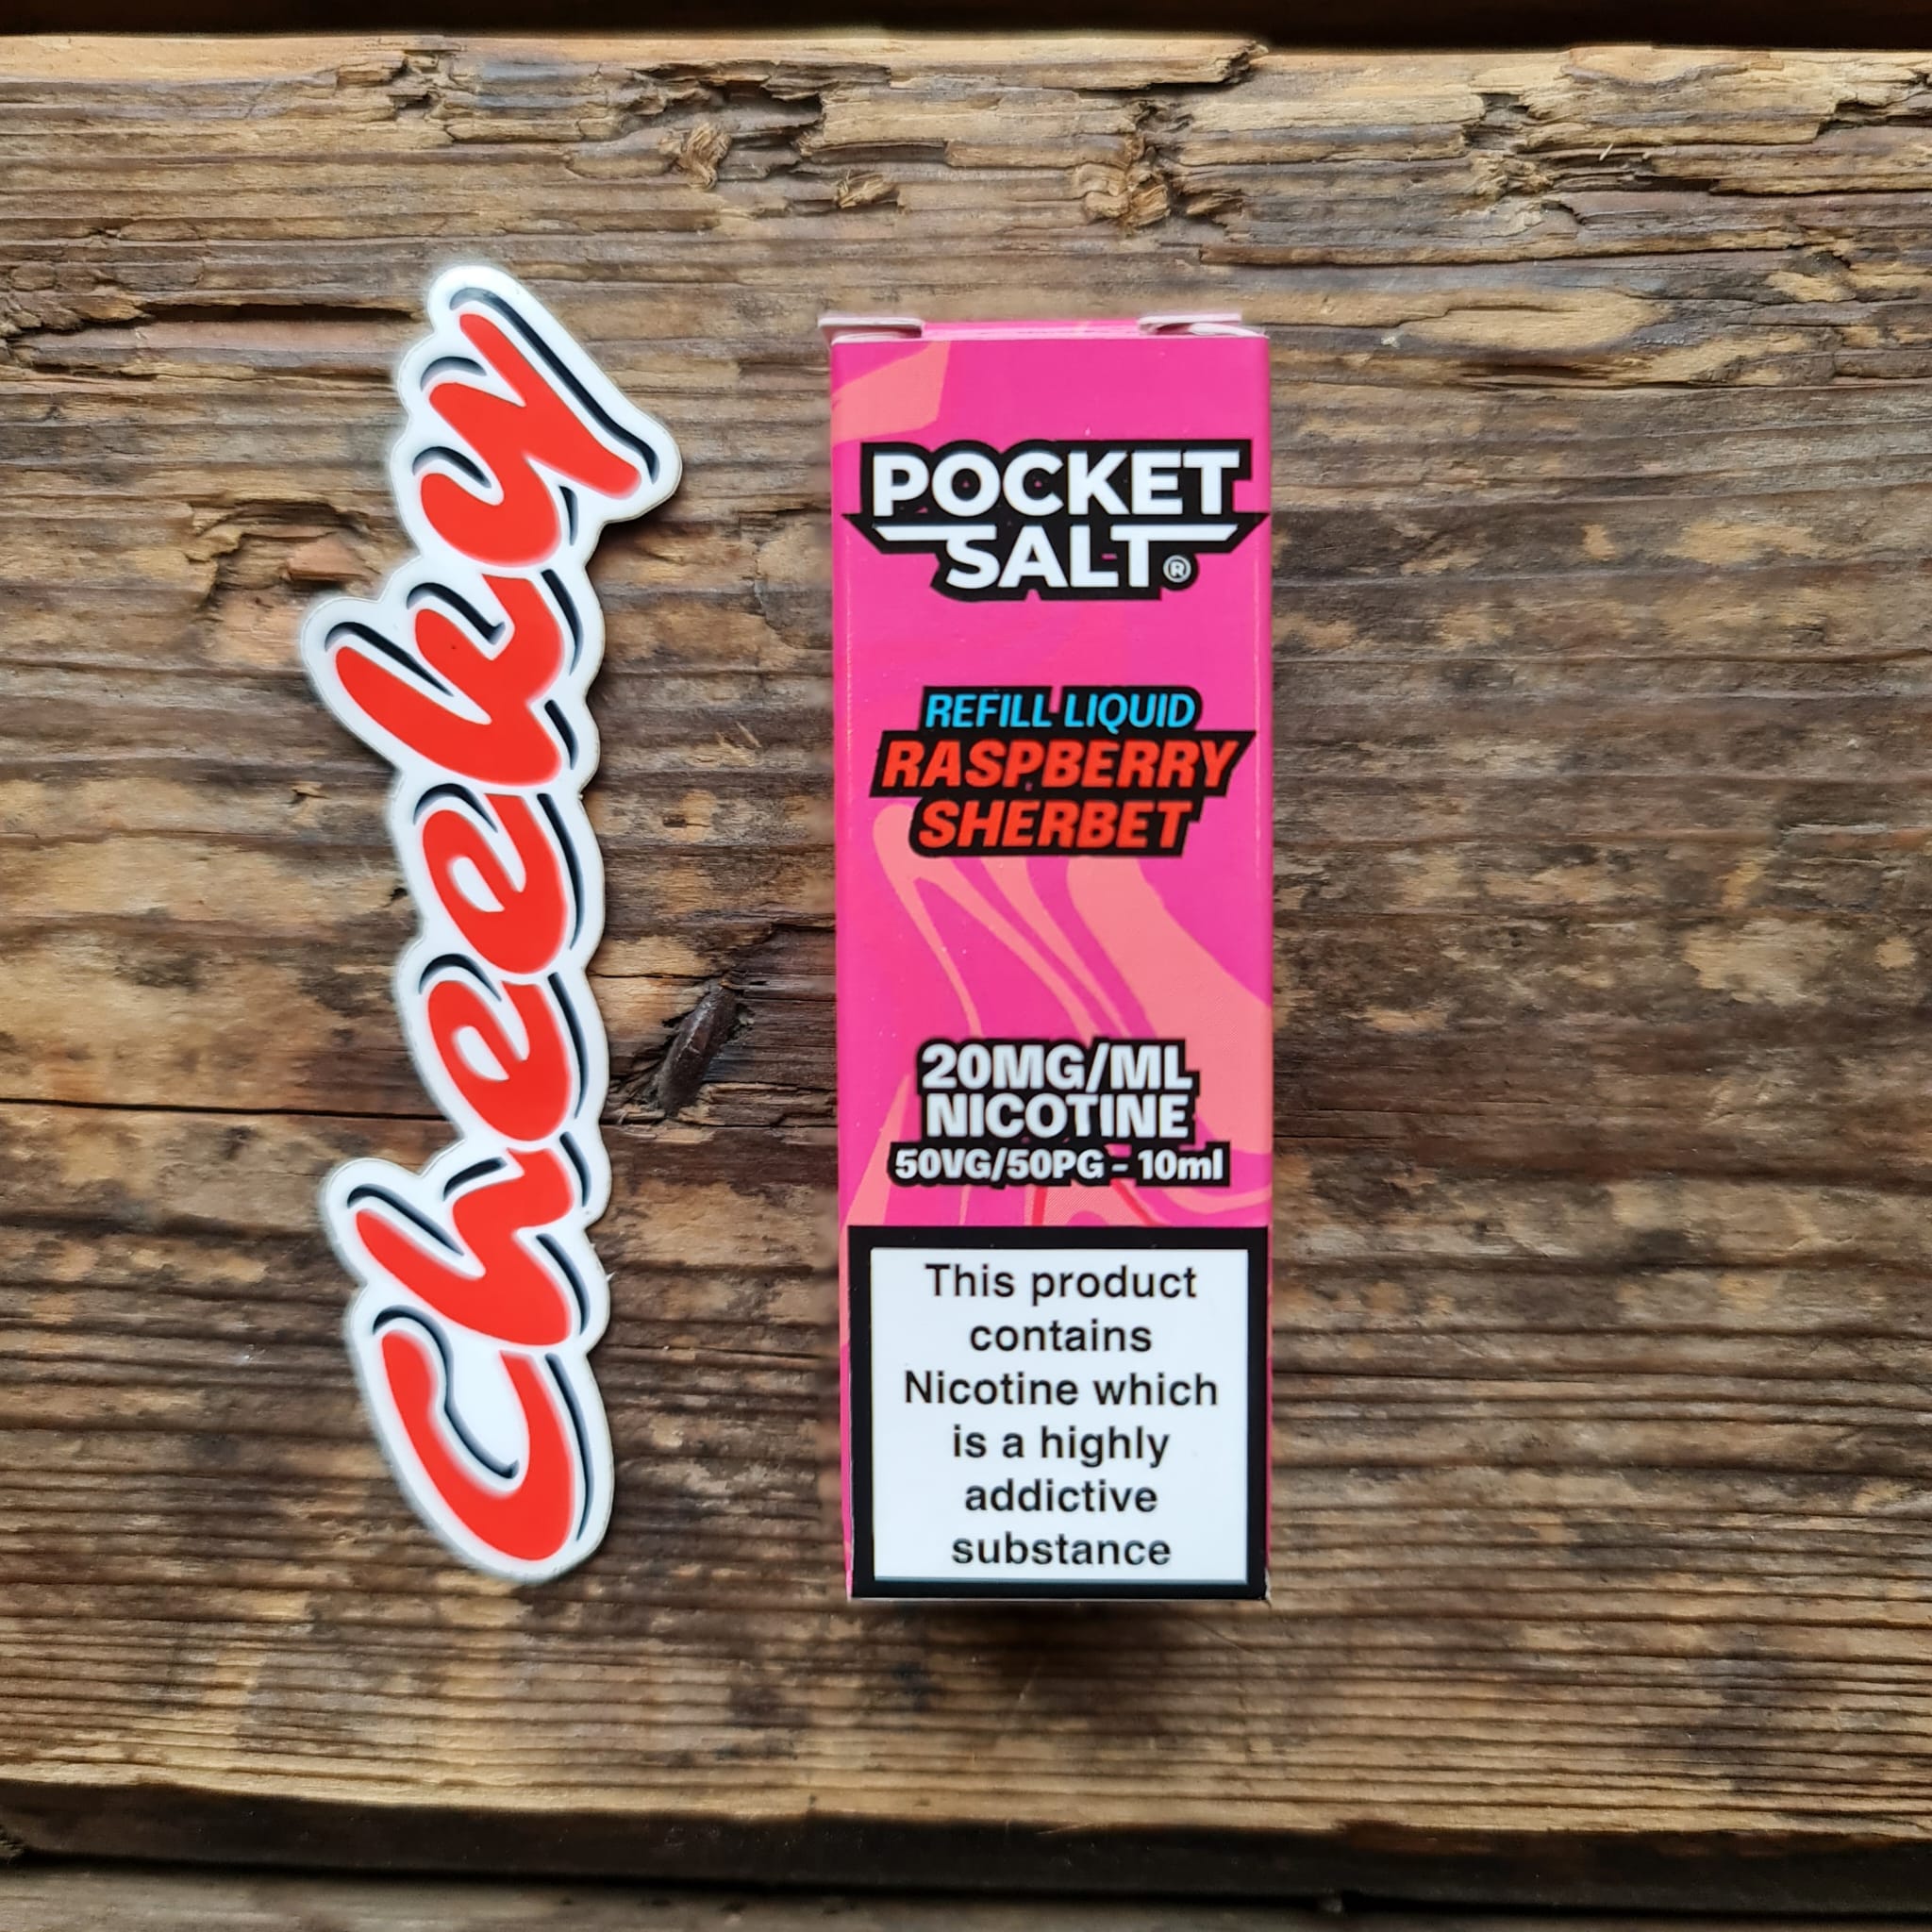 Cheeky
POCKET
SALT®
REFILL LIQUID
RASPBERRY
SHERBET
20MG/ML
NICOTINE
50VG/50PG - 10ml
This product
contains
Nicotine which
is a highly
addictive
substance